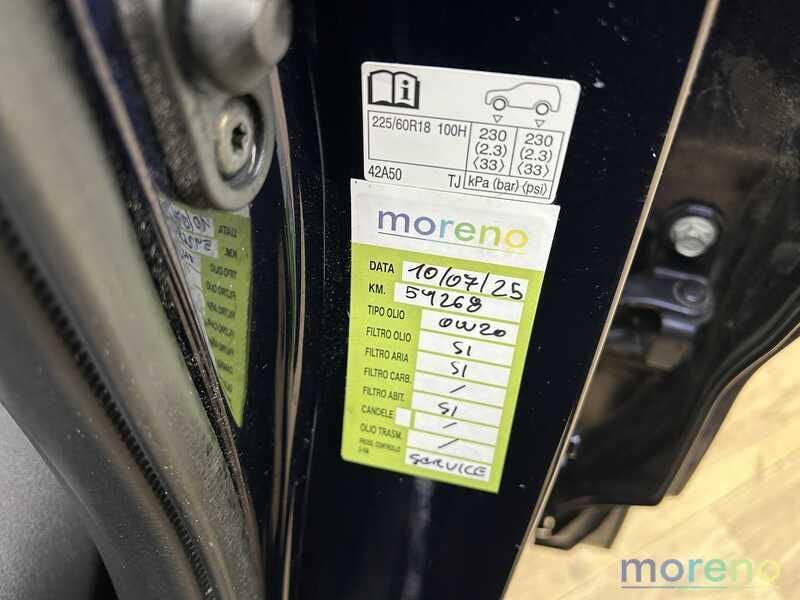 225/60R18 100H 230 230
(2.3) (2.3)
⟨33⟩ ⟨33⟩
42A50 TJ kPa (bar) ⟨psi⟩
moreno
DATA 10/07/25
KM. 54268
TIPO OLIO 0W20
FILTRO OLIO SI
FILTRO ARIA SI
FILTRO CARB. /
FILTRO ABIT. SI
CANDELE /
OLIO TRASM. /
PROSS. CONTROLLO SERVICE
moreno